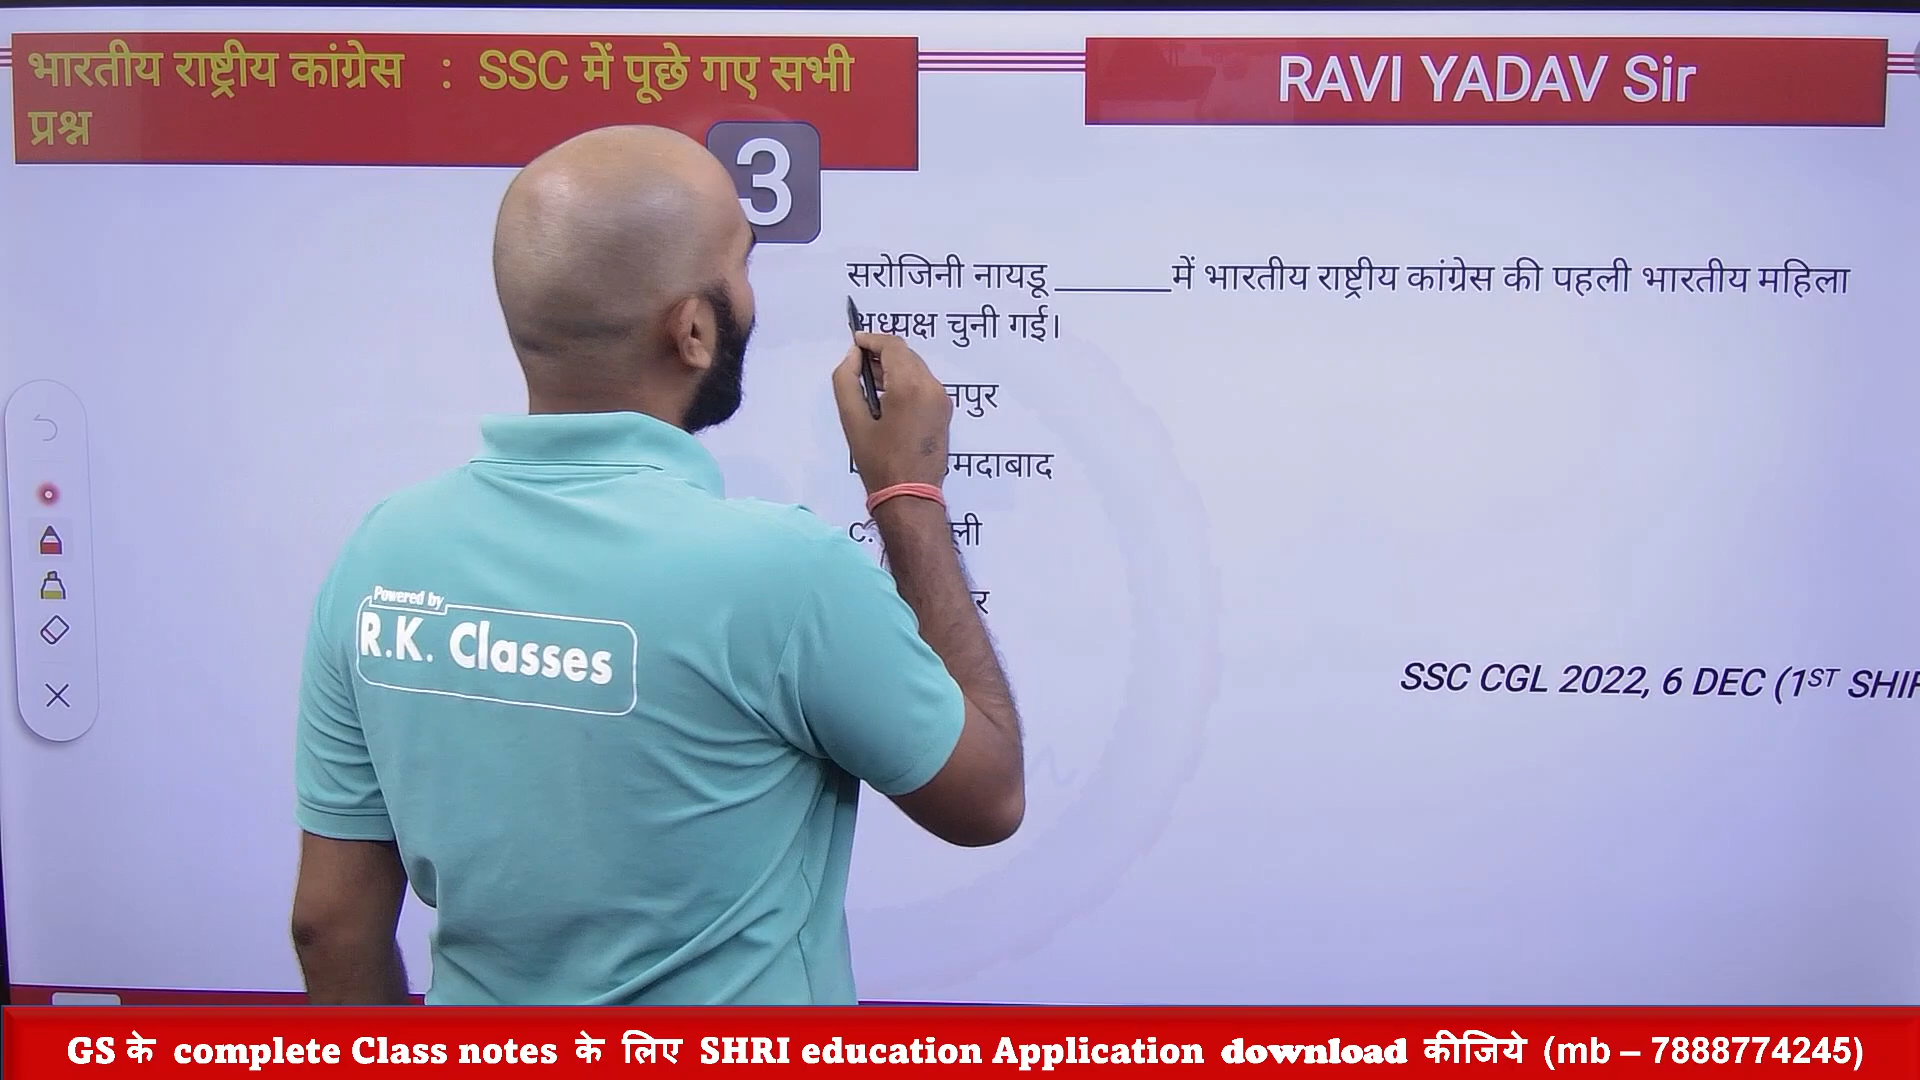 भारतीय राष्ट्रीय कांग्रेस : SSC में पूछे गए सभी
प्रश्न
RAVI YADAV Sir
3
सरोजिनी नायडू ______ में भारतीय राष्ट्रीय कांग्रेस की पहली भारतीय महिला
अध्यक्ष चुनी गई।
नपुर
मदाबाद
c. ली
र
SSC CGL 2022, 6 DEC (1ST SHIF
Powered by
R.K. Classes
GS के complete Class notes के लिए SHRI education Application download कीजिये (mb – 7888774245)